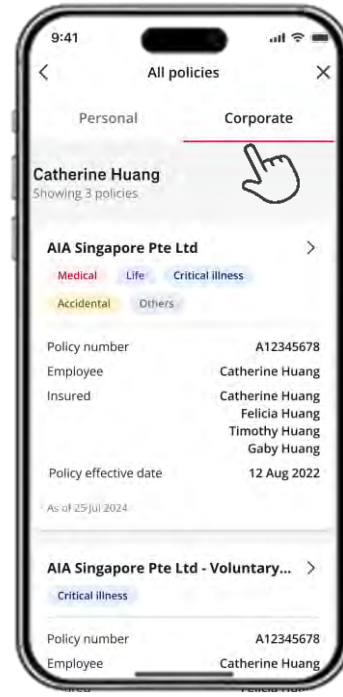 9:41
All policies
Personal Corporate
Catherine Huang
Showing 3 policies
AIA Singapore Pte Ltd
Medical Life Critical illness
Accidental Others
Policy number A12345678
Employee Catherine Huang
Insured Catherine Huang
Felicia Huang
Timothy Huang
Gaby Huang
Policy effective date 12 Aug 2022
As of 25 Jul 2024
AIA Singapore Pte Ltd - Voluntary...
Critical illness
Policy number A12345678
Employee Catherine Huang